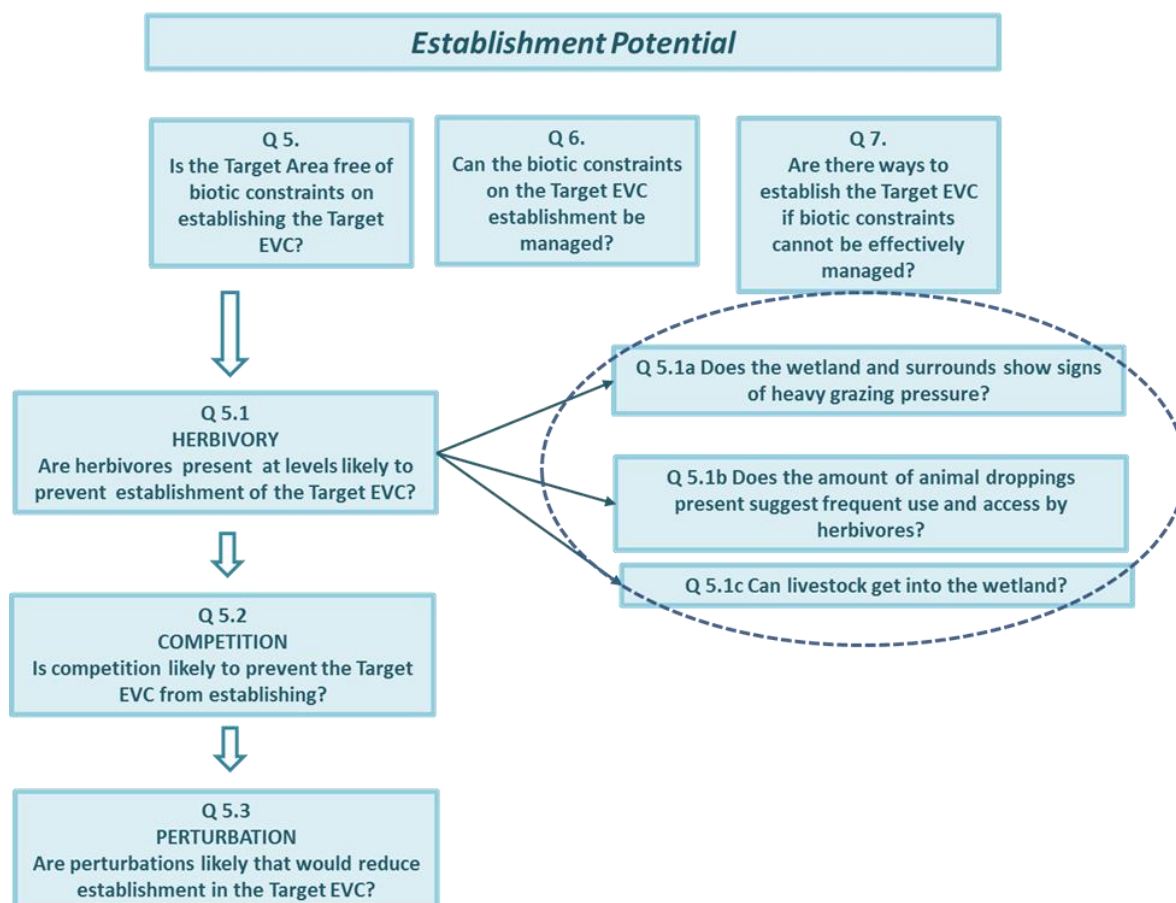 Establishment Potential
Q 5.
Is the Target Area free of
biotic constraints on
establishing the Target
EVC?
Q 6.
Can the biotic constraints
on the Target EVC
establishment be
managed?
Q 7.
Are there ways to
establish the Target EVC
if biotic constraints
cannot be effectively
managed?
Q 5.1
HERBIVORY
Are herbivores present at levels likely to
prevent establishment of the Target EVC?
Q 5.1a Does the wetland and surrounds show signs
of heavy grazing pressure?
Q 5.1b Does the amount of animal droppings
present suggest frequent use and access by
herbivores?
Q 5.1c Can livestock get into the wetland?
Q 5.2
COMPETITION
Is competition likely to prevent the Target
EVC from establishing?
Q 5.3
PERTURBATION
Are perturbations likely that would reduce
establishment in the Target EVC?